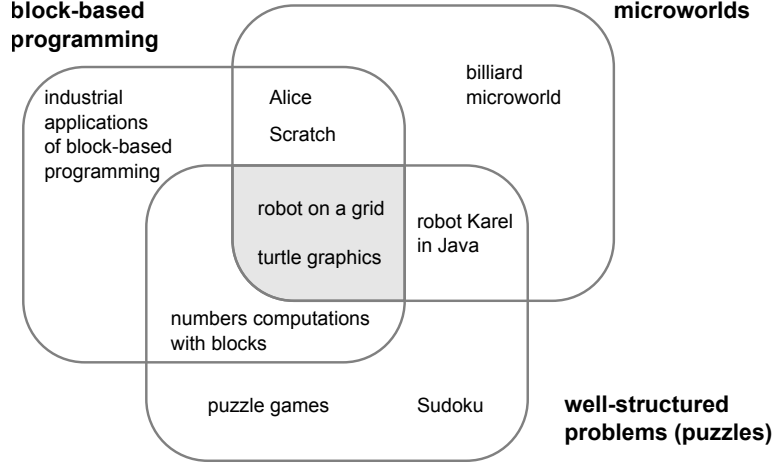 block-based
programming
microworlds
industrial
applications
of block-based
programming
Alice
Scratch
billiard
microworld
robot on a grid
turtle graphics
robot Karel
in Java
numbers computations
with blocks
puzzle games
Sudoku
well-structured
problems (puzzles)